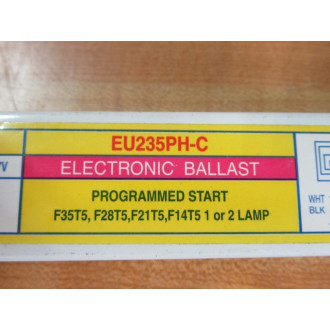 EU235PH-C
ELECTRONIC BALLAST
PROGRAMMED START
F35T5, F28T5,F21T5,F14T5 1 or 2 LAMP
WHT
BLK